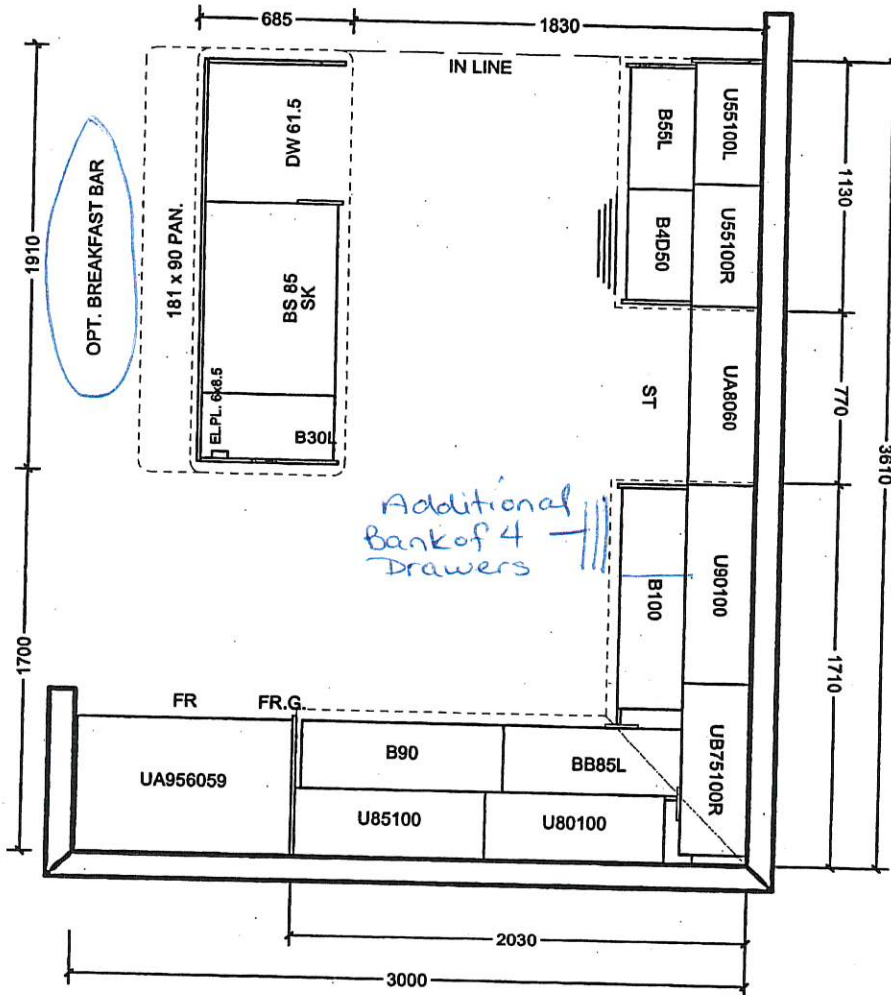 685
1830
IN LINE
DW 61.5
B55L
U55100L
1130
OPT. BREAKFAST BAR
1910
181 x 90 PAN.
BS 85
SK
B4D50
U55100R
EL.PL. 6x8.5
B30L
ST
UA8060
770
3610
Additional
Bank of 4
Drawers
B100
U90100
1710
1700
FR
FR.G.
UA956059
B90
BB85L
UB75100R
U85100
U80100
2030
3000